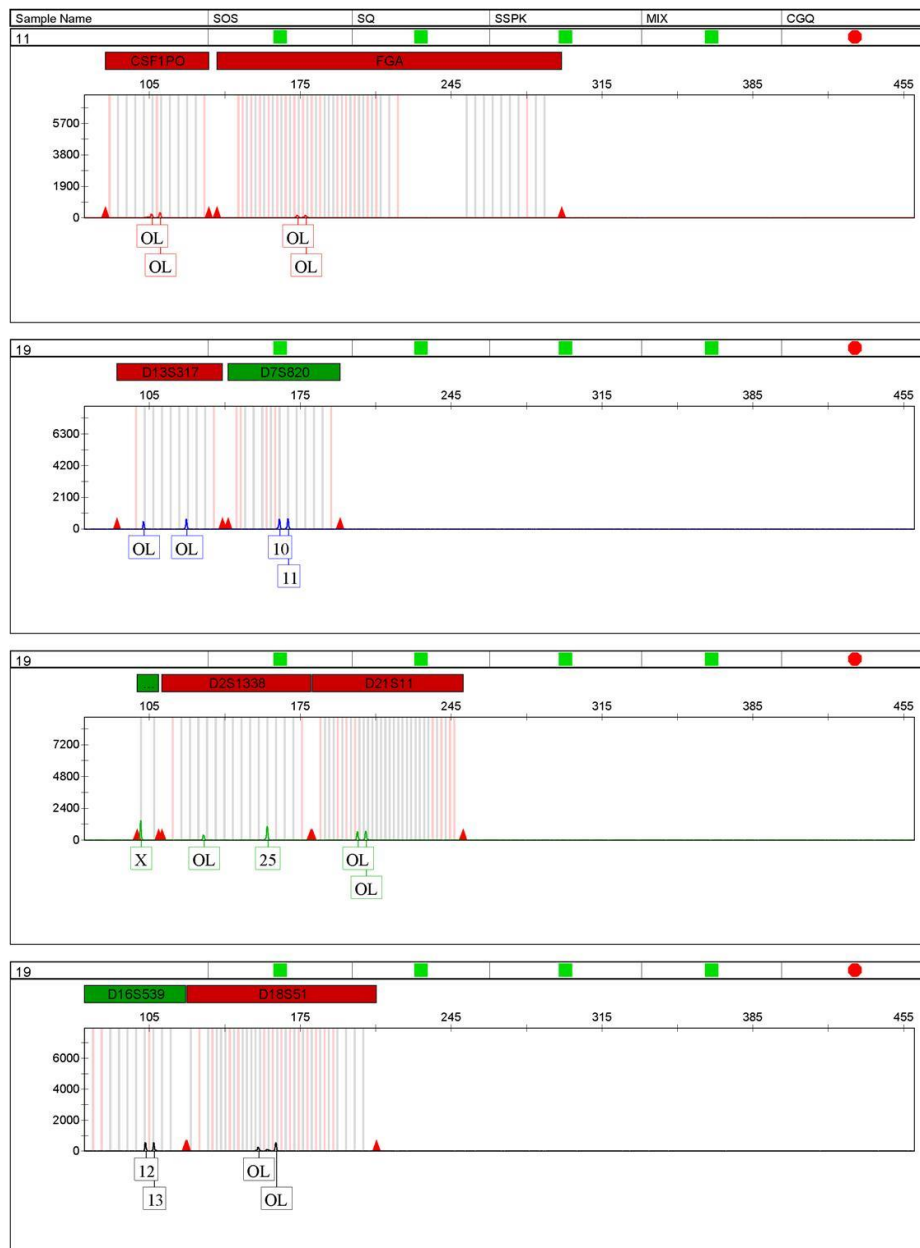 Sample Name SOS SQ SSPK MIX CGQ
11
CSF1PO FGA
105 175 245 315 385 455
5700
3800
1900
0
OL OL
OL OL
19
D13S317 D7S820
105 175 245 315 385 455
6300
4200
2100
0
OL OL 10
11
19
D2S1338 D21S11
105 175 245 315 385 455
7200
4800
2400
0
X OL 25 OL
OL
19
D16S539 D18S51
105 175 245 315 385 455
6000
4000
2000
0
12 OL
13 OL